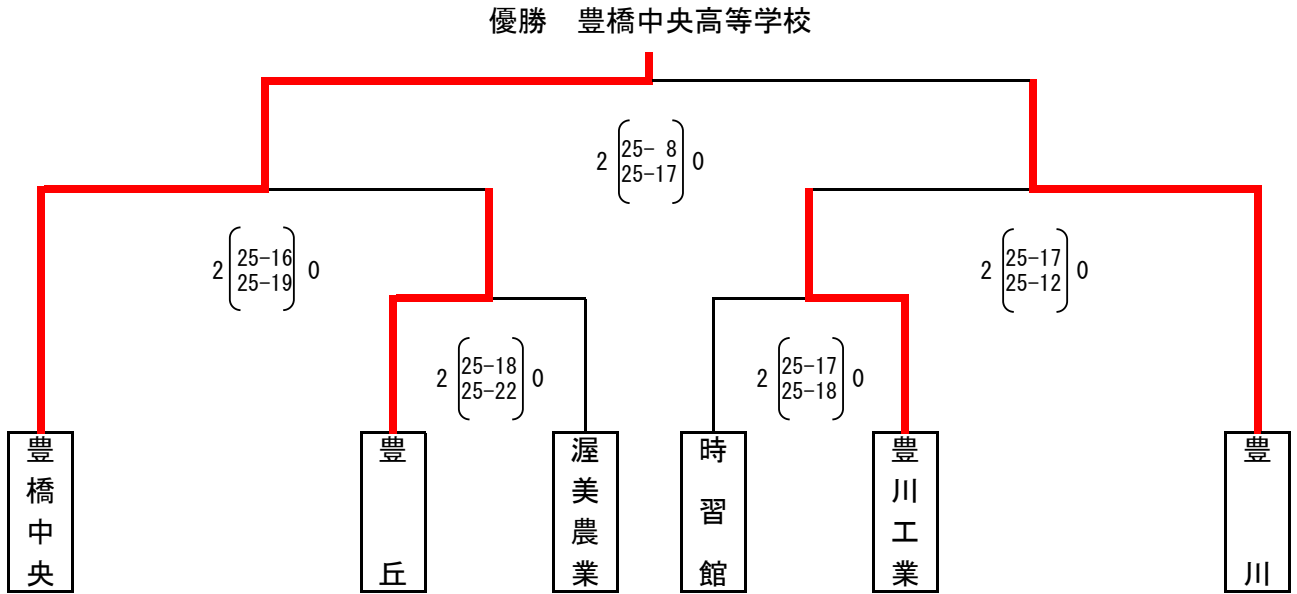 優勝　豊橋中央高等学校
2 25- 8 0
25-17
2 25-16 0
25-19
2 25-17 0
25-12
2 25-18 0
25-22
2 25-17 0
25-18
豊橋中央
豊丘
渥美農業
時習館
豊川工業
豊川